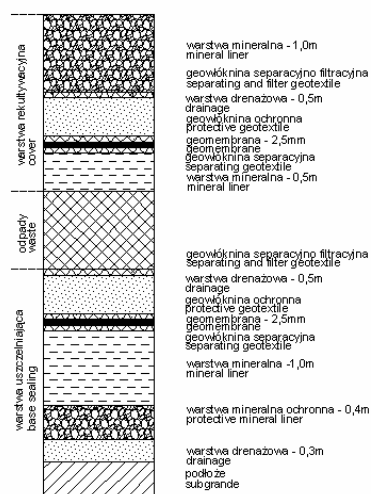 warstwa rekultywacyjna
cover
warstwa mineralna - 1,0m
mineral liner
geowłóknina separacyjno filtracyjna
separating and filter geotextile
warstwa drenażowa - 0,5m
drainage
geowłóknina ochronna
protective geotextile
geomembrana - 2,5mm
geomembrane
geowłóknina separacyjna
separating geotextile
warstwa mineralna - 0,5m
mineral liner
odpady
waste
geowłóknina separacyjno filtracyjna
separating and filter geotextile
warstwa uszczelniająca
base sealing
warstwa drenażowa - 0,5m
drainage
geowłóknina ochronna
protective geotextile
geomembrana - 2,5mm
geomembrane
geowłóknina separacyjna
separating geotextile
warstwa mineralna -1,0m
mineral liner
warstwa mineralna ochronna - 0,4m
protective mineral liner
warstwa drenażowa - 0,3m
drainage
podłoże
subgrande